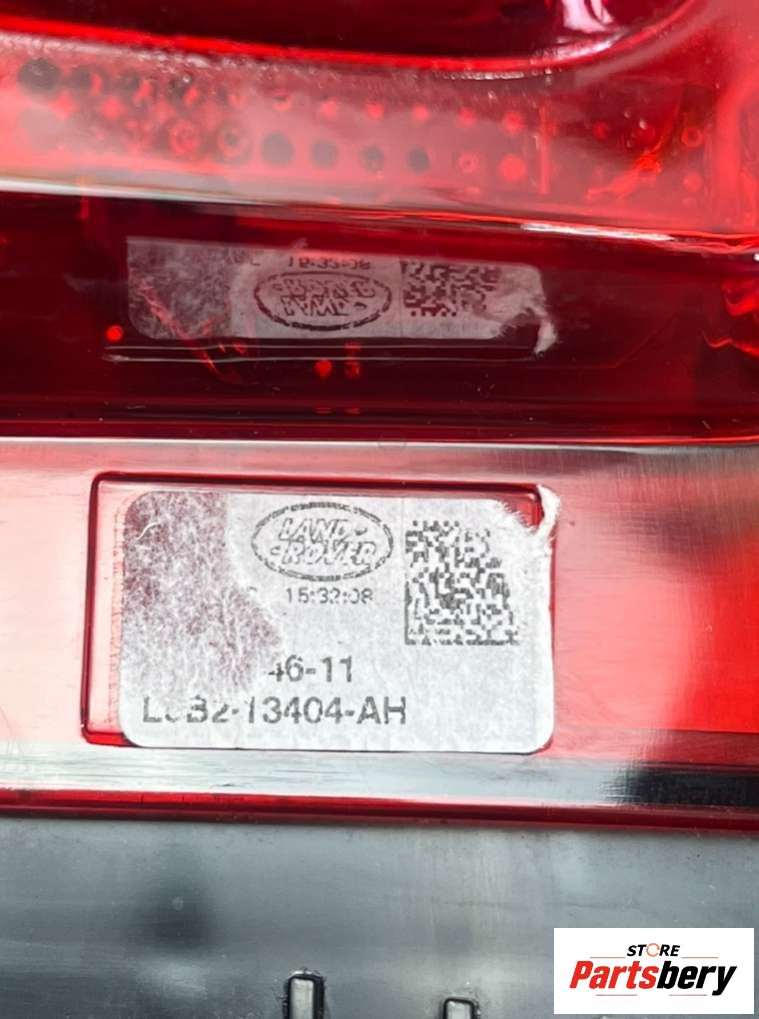 LAND-
-ROVER
15:32:08
46-11
13404-AH
STORE
Partsbery